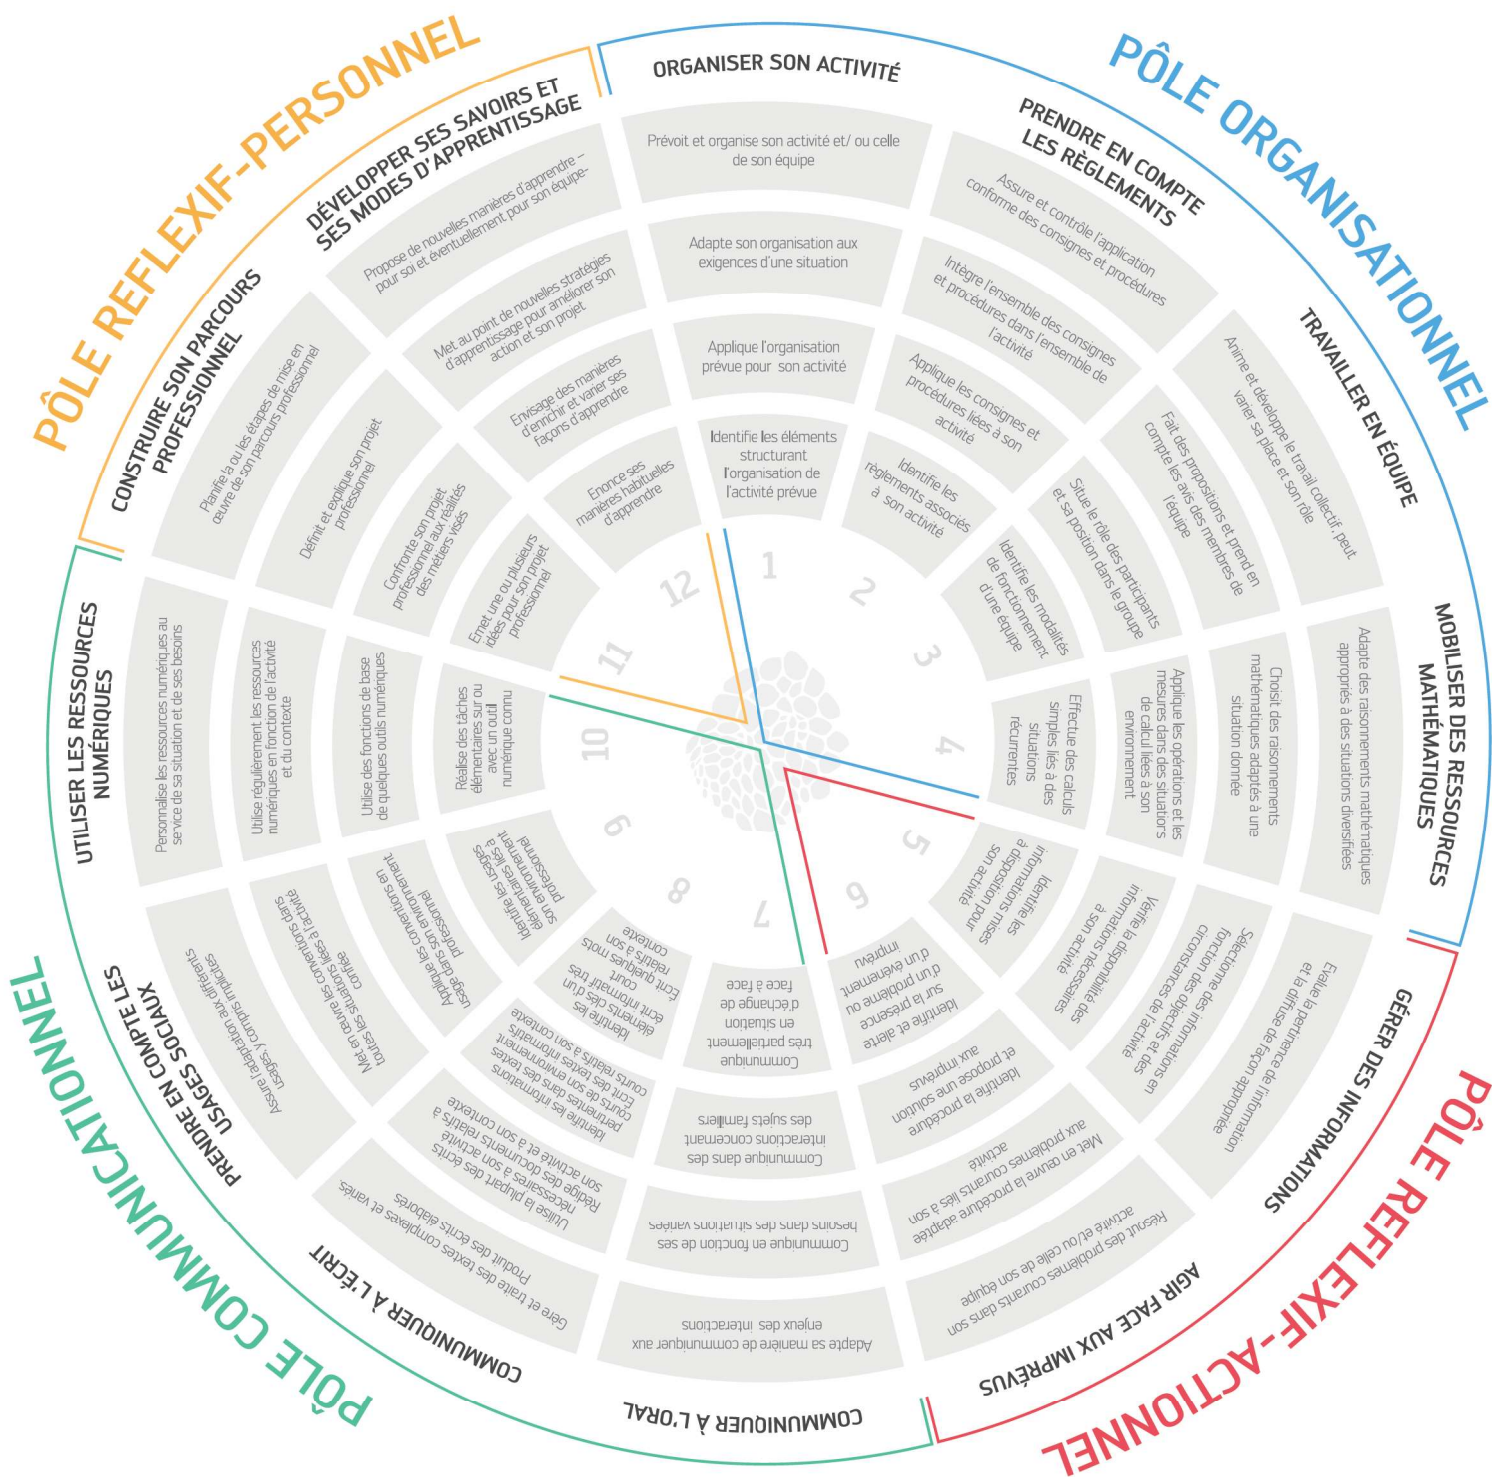 PÔLE ORGANISATIONNEL
ORGANISER SON ACTIVITÉ
Prévoit et organise son activité et/ ou celle
de son équipe
Adapte son organisation aux
exigences d'une situation
Applique l'organisation
prévue pour son activité
Identifie les éléments
structurant
l'organisation de
l'activité prévue
1
PRENDRE EN COMPTE
LES RÈGLEMENTS
Assure et contrôle l'application
conforme des consignes et procédures
Intègre l'ensemble des consignes
et procédures dans l'ensemble de
l'activité
Applique les consignes et
procédures liées à son
activité
Identifie les
règlements associés
à son activité
2
TRAVAILLER EN ÉQUIPE
Anime et développe le travail collectif, peut
varier sa place et son rôle
Fait des propositions et prend en
compte les avis des membres de
l'équipe
Situe le rôle des participants
et sa position dans le groupe
Identifie les modalités
de fonctionnement
d'une équipe
3
MOBILISER DES RESSOURCES
MATHÉMATIQUES
Adapte des raisonnements mathématiques
appropriés à des situations diversifiées
Choisit des raisonnements
mathématiques adaptés à une
situation donnée
Applique les opérations et les
mesures dans des situations
de calcul liées à son
environnement
Effectue des calculs
simples liés à des
situations
récurrentes
4
PÔLE REFLEXIF-ACTIONNEL
GÉRER DES INFORMATIONS
Evalue la pertinence de l'information
et la diffuse de façon appropriée
Sélectionne des informations en
fonction des objectifs et des
circonstances de l'activité
Vérifie la disponibilité des
informations nécessaires
à son activité
Identifie les
informations mises
à disposition pour
son activité
5
AGIR FACE AUX IMPRÉVUS
Résout des problèmes courants dans son
activité et/ou celle de son équipe
Met en œuvre la procédure adaptée
aux problèmes courants liés à son
activité
Identifie la procédure
et propose une solution
aux imprévus
Identifie et alerte
sur la présence
d'un problème ou
d'un évènement
imprévu
6
PÔLE COMMUNICATIONNEL
COMMUNIQUER À L'ORAL
Adapte sa manière de communiquer aux
enjeux des interactions
Communique en fonction de ses
besoins dans des situations variées
Communique dans des
interactions concernant
des sujets familiers
Communique
très partiellement
en situation
d'échange de
face à face
7
COMMUNIQUER À L'ÉCRIT
Gère et traite des textes complexes et variés
Produit des écrits élaborés
Utilise la plupart des écrits
nécessaires à son activité
Rédige des documents relatifs à
son activité et à son contexte
Identifie les informations
pertinentes dans des textes
courts de son environnement
Écrit des textes informatifs
courts relatifs à son contexte
Identifie les
éléments clés d'un
écrit informatif très
court
Écrit quelques mots
relatifs à son
contexte
8
PRENDRE EN COMPTE LES
USAGES SOCIAUX
Assure l'adaptation aux différents
usages, y compris implicites
Met en œuvre les conventions dans
toutes les situations liées à l'activité
confiée
Applique les conventions en
usage dans son environnement
professionnel
Identifie les usages
élémentaires liés à
son environnement
professionnel
9
UTILISER LES RESSOURCES
NUMÉRIQUES
Personnalise les ressources numériques au
service de sa situation et de ses besoins
Utilise régulièrement les ressources
numériques en fonction de l'activité
et du contexte
Utilise des fonctions de base
de quelques outils numériques
Réalise des tâches
élémentaires sur ou
avec un outil
numérique connu
10
PÔLE REFLEXIF-PERSONNEL
CONSTRUIRE SON PARCOURS
PROFESSIONNEL
Planifie la ou les étapes de mise en
œuvre de son parcours professionnel
Définit et explique son projet
professionnel
Confronte son projet
professionnel aux réalités
des métiers visés
Emet une ou plusieurs
idées pour son projet
professionnel
11
DÉVELOPPER SES SAVOIRS ET
SES MODES D'APPRENTISSAGE
Propose de nouvelles manières d'apprendre –
pour soi et éventuellement pour son équipe-
Met au point de nouvelles stratégies
d'apprentissage pour améliorer son
action et son projet
Envisage des manières
d'enrichir et varier ses
façons d'apprendre
Enonce ses
manières habituelles
d'apprendre
12